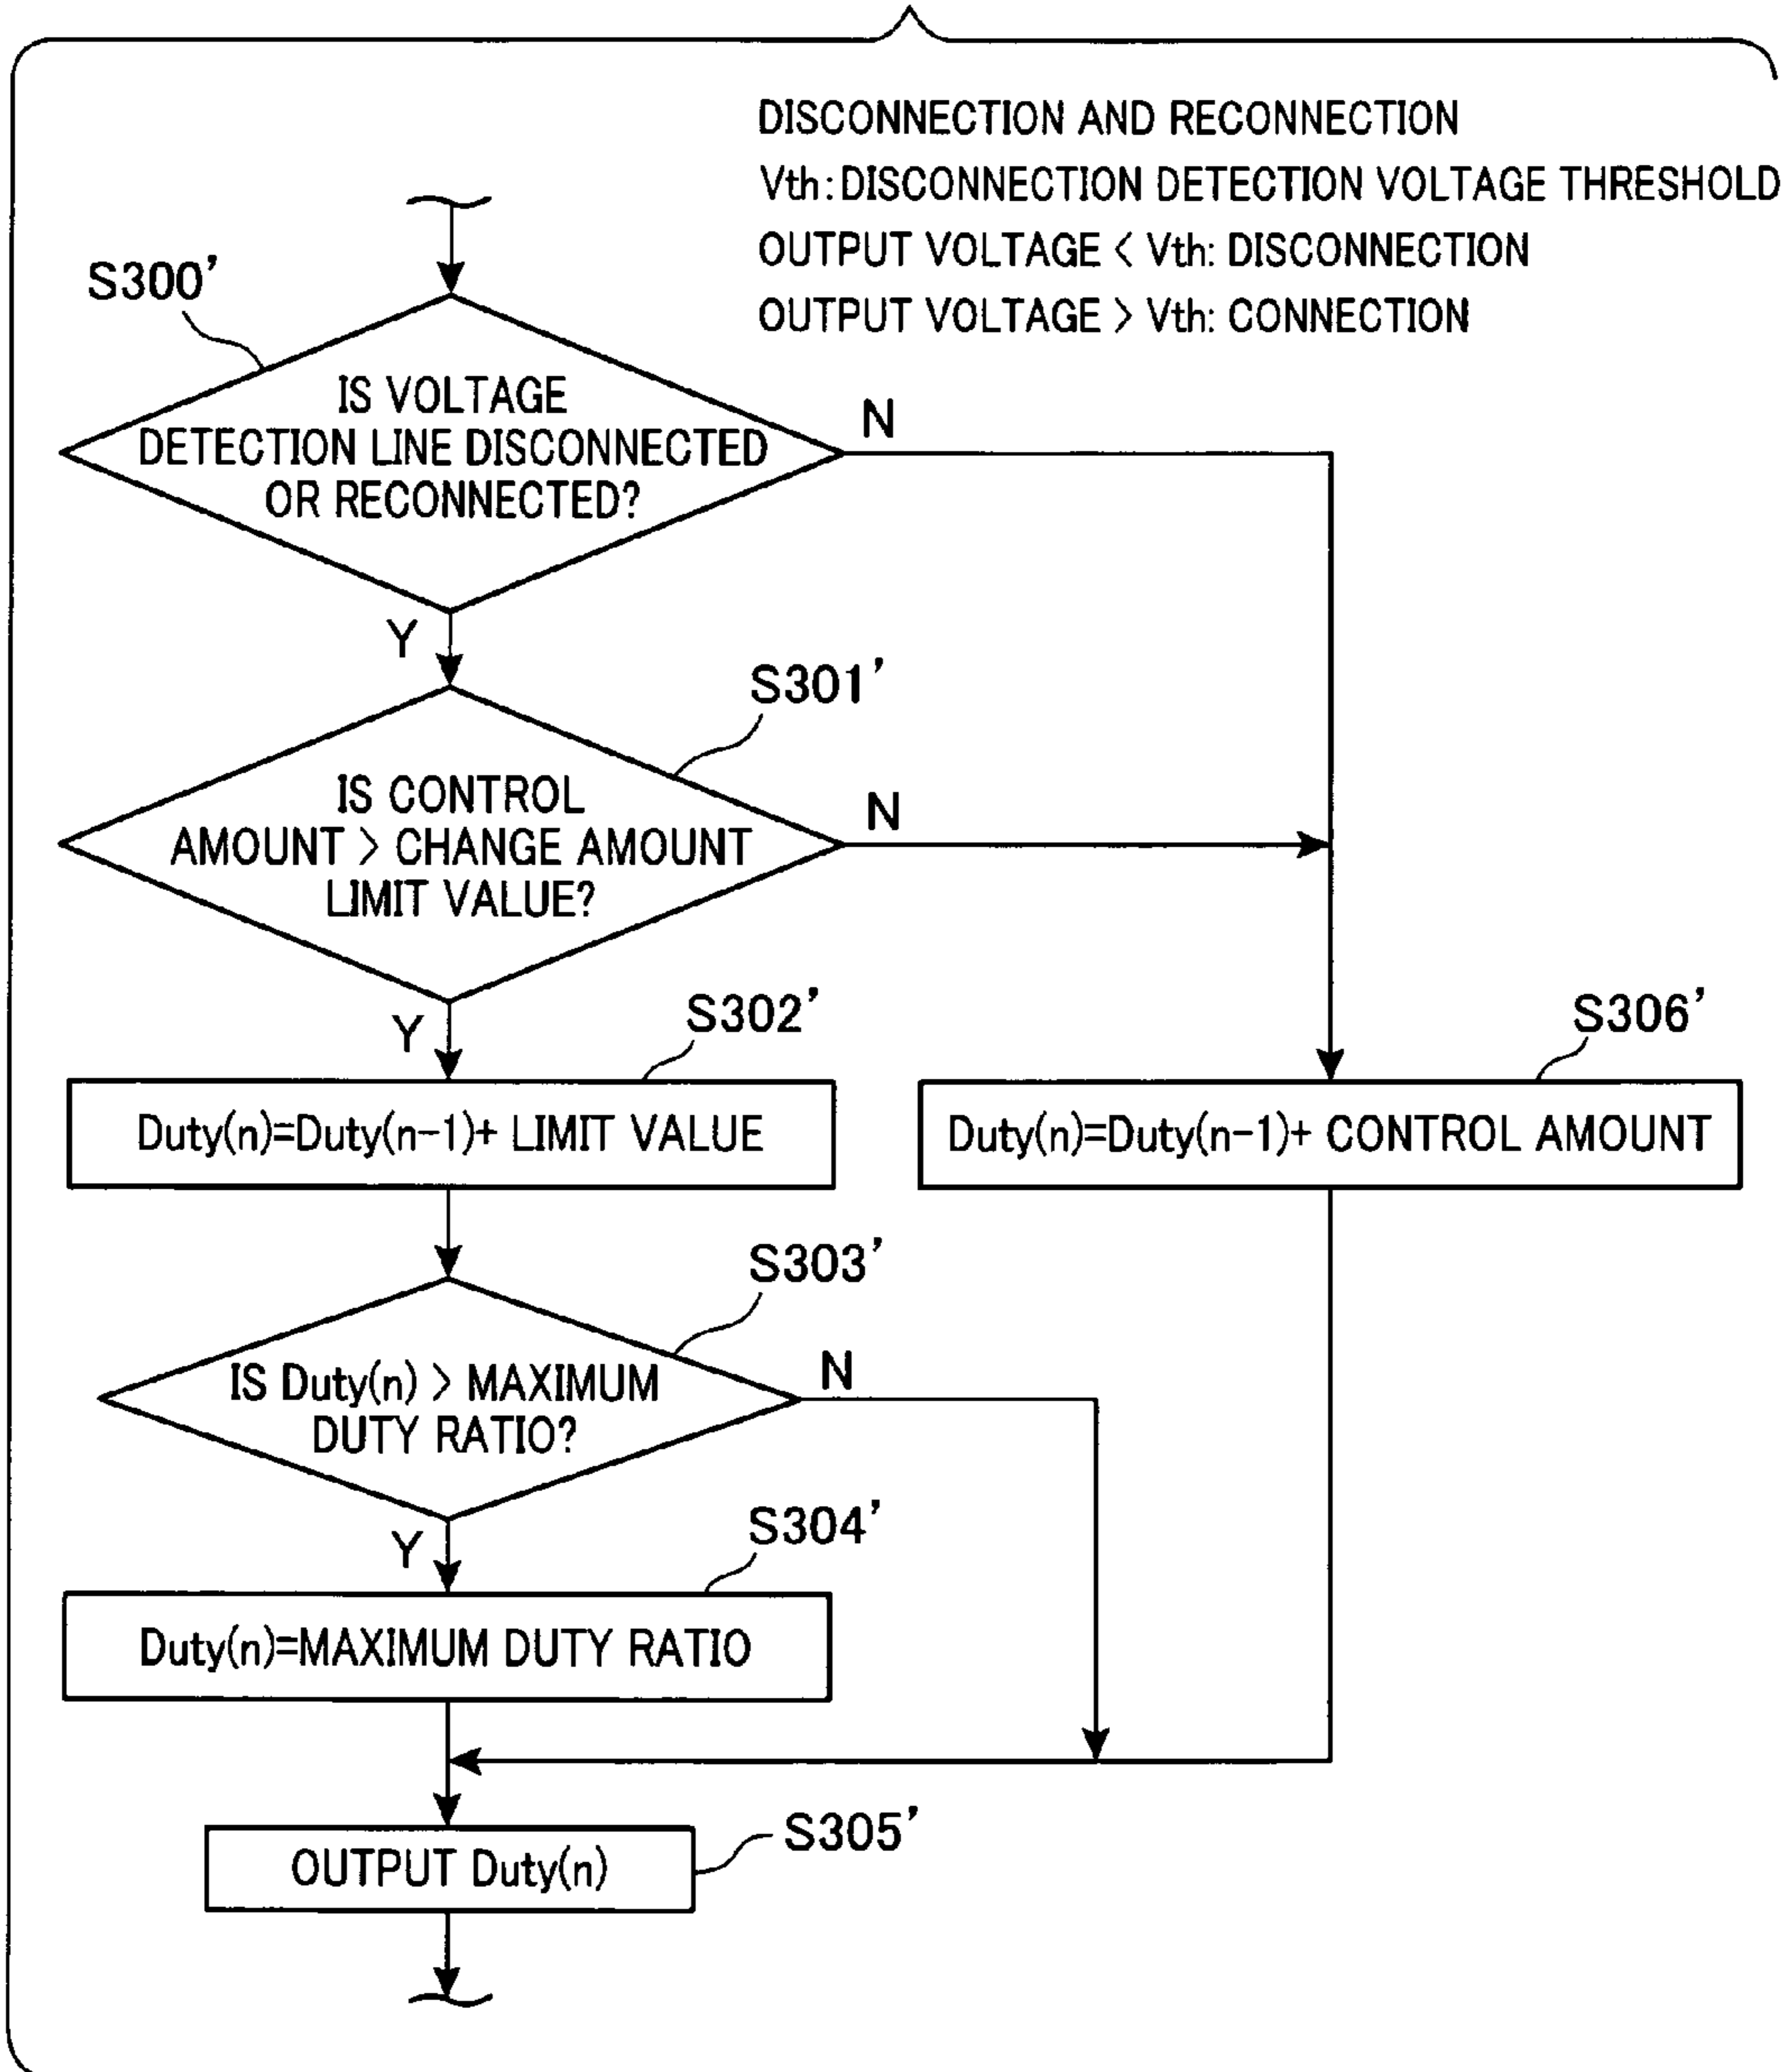 DISCONNECTION AND RECONNECTION
Vth: DISCONNECTION DETECTION VOLTAGE THRESHOLD
OUTPUT VOLTAGE < Vth: DISCONNECTION
OUTPUT VOLTAGE > Vth: CONNECTION
S300'
IS VOLTAGE
DETECTION LINE DISCONNECTED
OR RECONNECTED?
N
Y
S301'
IS CONTROL
AMOUNT > CHANGE AMOUNT
LIMIT VALUE?
N
Y
S302'
Duty(n)=Duty(n-1)+ LIMIT VALUE
S306'
Duty(n)=Duty(n-1)+ CONTROL AMOUNT
S303'
IS Duty(n) > MAXIMUM
DUTY RATIO?
N
Y
S304'
Duty(n)=MAXIMUM DUTY RATIO
S305'
OUTPUT Duty(n)